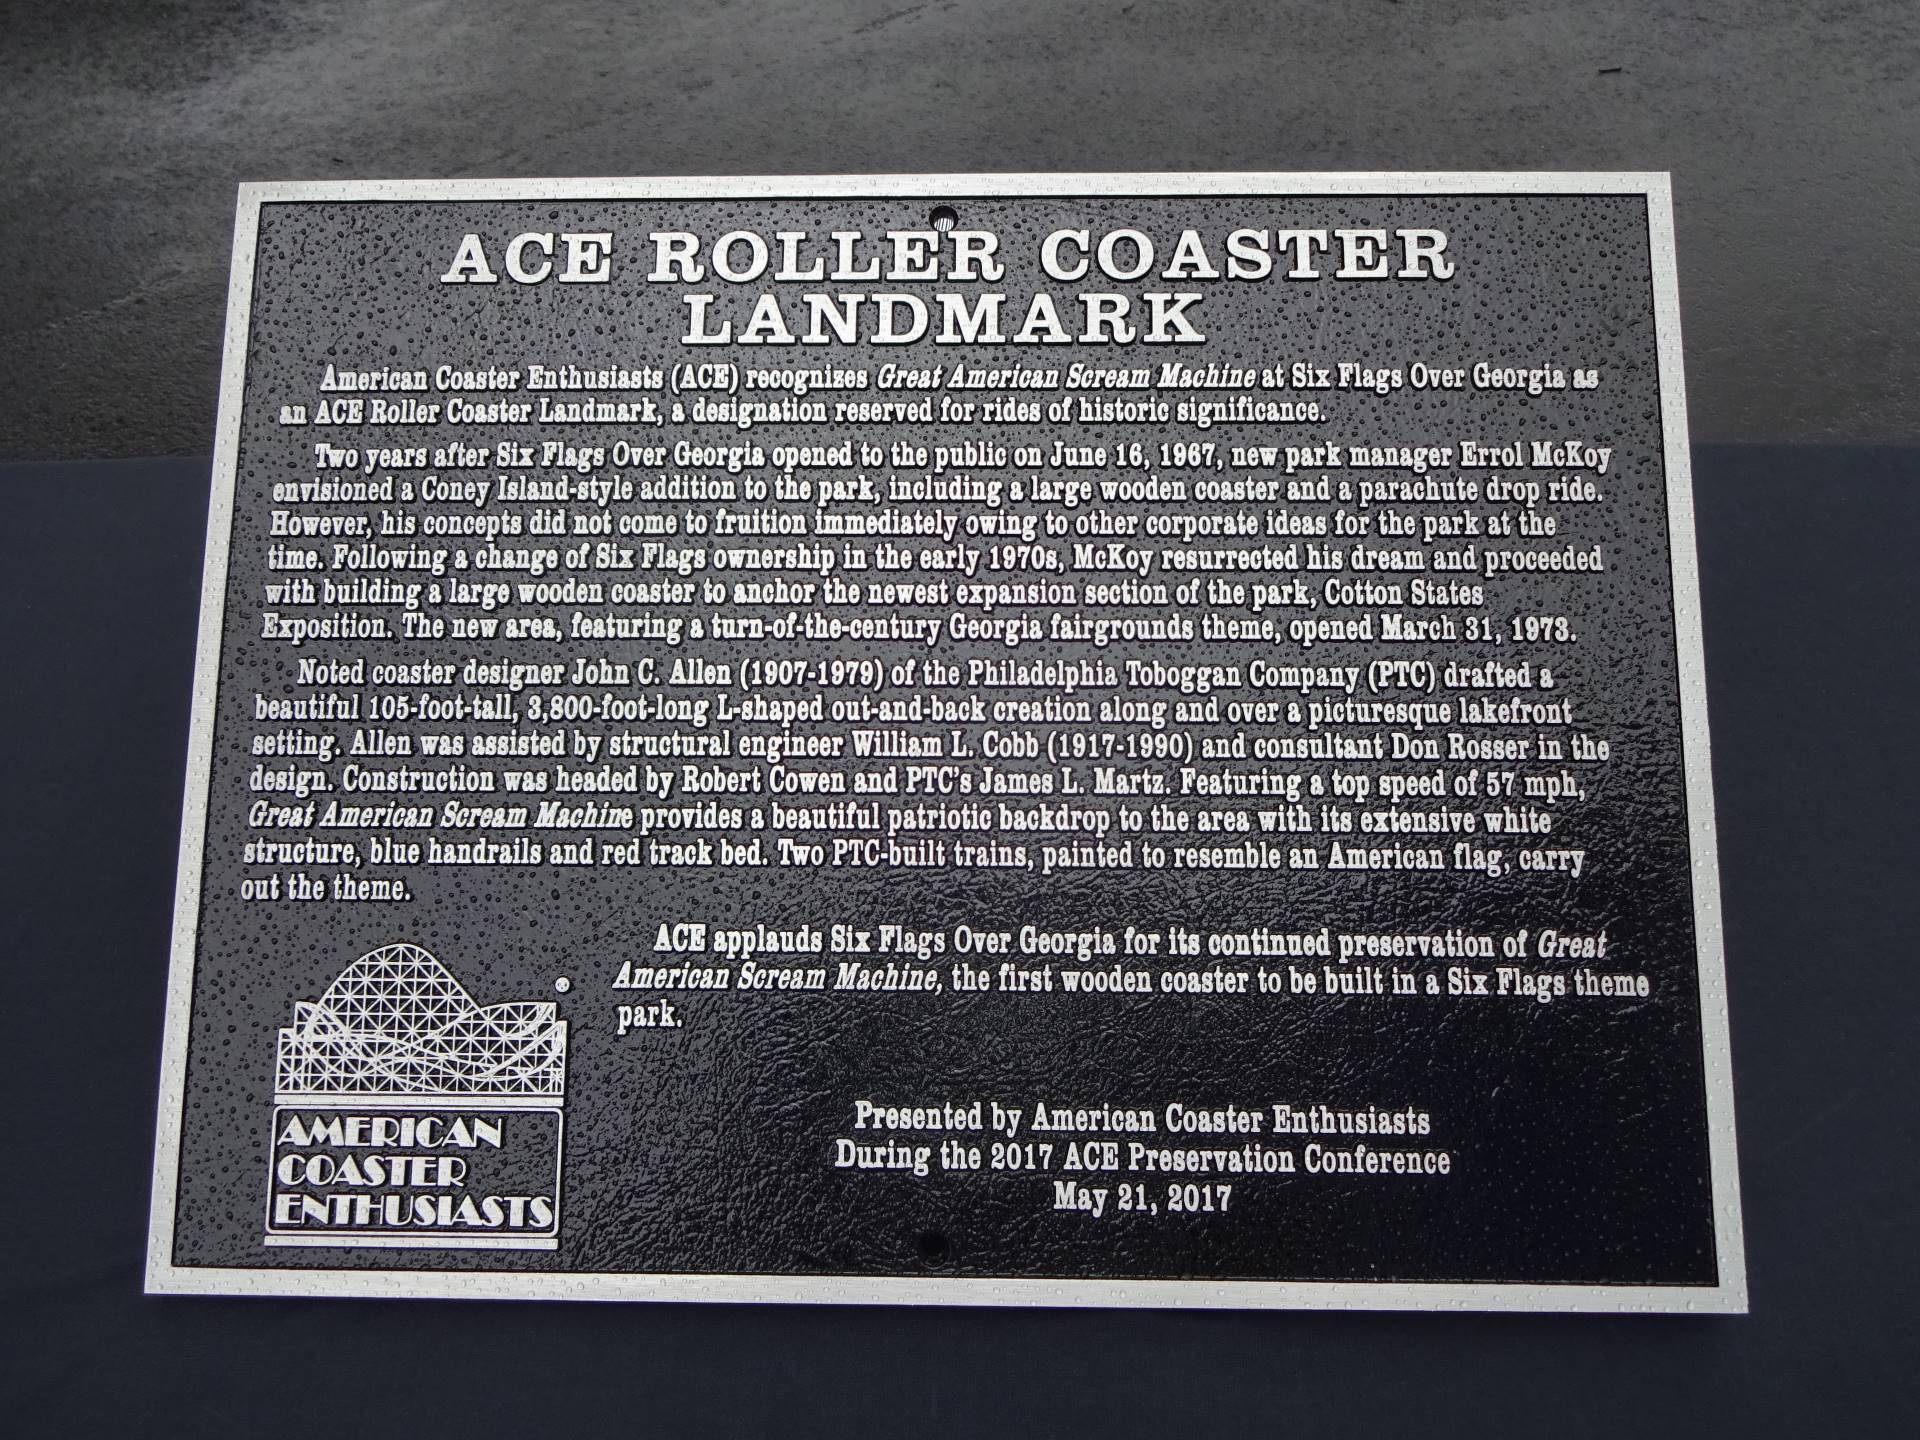 ACE ROLLER COASTER
LANDMARK
American Coaster Enthusiasts (ACE) recognizes Great American Scream Machine at Six Flags Over Georgia as
an ACE Roller Coaster Landmark, a designation reserved for rides of historic significance.
Two years after Six Flags Over Georgia opened to the public on June 16, 1967, new park manager Errol McKoy
envisioned a Coney Island-style addition to the park, including a large wooden coaster and a parachute drop ride.
However, his concepts did not come to fruition immediately owing to other corporate ideas for the park at the
time. Following a change of Six Flags ownership in the early 1970s, McKoy resurrected his dream and proceeded
with building a large wooden coaster to anchor the newest expansion section of the park, Cotton States
Exposition. The new area, featuring a turn-of-the-century Georgia fairgrounds theme, opened March 31, 1973.
Noted coaster designer John C. Allen (1907-1979) of the Philadelphia Toboggan Company (PTC) drafted a
beautiful 105-foot-tall, 3,800-foot-long L-shaped out-and-back creation along and over a picturesque lakefront
setting. Allen was assisted by structural engineer William L. Cobb (1917-1990) and consultant Don Rosser in the
design. Construction was headed by Robert Cowen and PTC's James L. Martz. Featuring a top speed of 57 mph,
Great American Scream Machine provides a beautiful patriotic backdrop to the area with its extensive white
structure, blue handrails and red track bed. Two PTC-built trains, painted to resemble an American flag, carry
out the theme.
ACE applauds Six Flags Over Georgia for its continued preservation of Great
American Scream Machine, the first wooden coaster to be built in a Six Flags theme
park.
®
AMERICAN
COASTER
ENTHUSIASTS
Presented by American Coaster Enthusiasts
During the 2017 ACE Preservation Conference
May 21, 2017